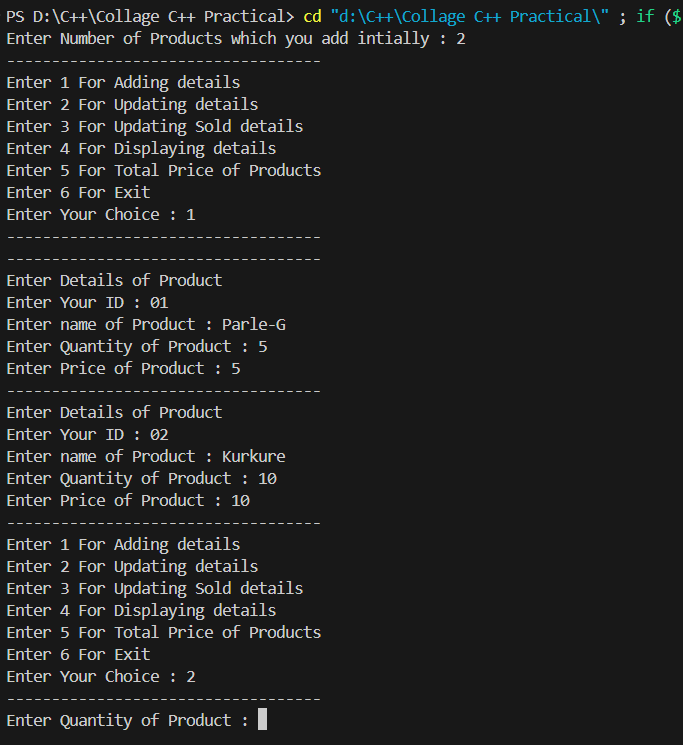 PS D:\C++\Collage C++ Practical> cd "d:\C++\Collage C++ Practical\" ; if ($
Enter Number of Products which you add intially : 2
-----------------------------------
Enter 1 For Adding details
Enter 2 For Updating details
Enter 3 For Updating Sold details
Enter 4 For Displaying details
Enter 5 For Total Price of Products
Enter 6 For Exit
Enter Your Choice : 1
-----------------------------------
-----------------------------------
Enter Details of Product
Enter Your ID : 01
Enter name of Product : Parle-G
Enter Quantity of Product : 5
Enter Price of Product : 5
-----------------------------------
Enter Details of Product
Enter Your ID : 02
Enter name of Product : Kurkure
Enter Quantity of Product : 10
Enter Price of Product : 10
-----------------------------------
Enter 1 For Adding details
Enter 2 For Updating details
Enter 3 For Updating Sold details
Enter 4 For Displaying details
Enter 5 For Total Price of Products
Enter 6 For Exit
Enter Your Choice : 2
-----------------------------------
Enter Quantity of Product :